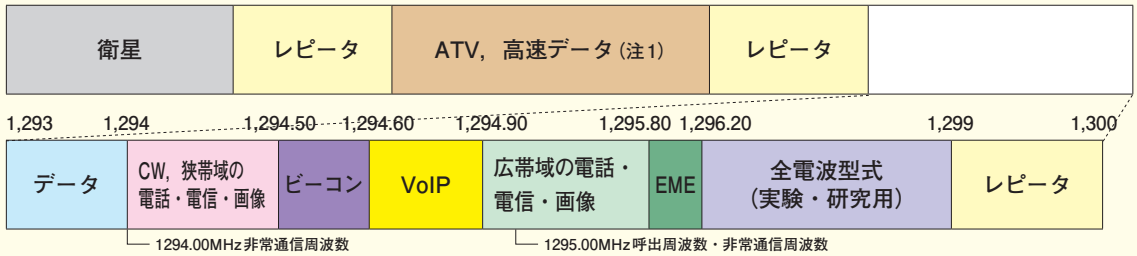 衛星 レピータ ATV, 高速データ(注1) レピータ
1,293 1,294 1,294.50 1,294.60 1,294.90 1,295.80 1,296.20 1,299 1,300
データ CW, 狭帯域の電話・電信・画像 ビーコン VoIP 広帯域の電話・電信・画像 EME 全電波型式(実験・研究用) レピータ
1294.00MHz非常通信周波数 1295.00MHz呼出周波数・非常通信周波数